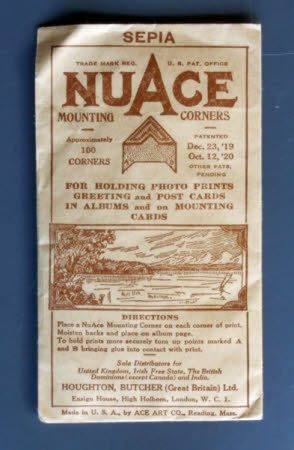 SEPIA
TRADE MARK REG. U. S. PAT. OFFICE
NUACE
MOUNTING CORNERS
Approximately
100
CORNERS
PATENTED
Dec. 23, '19
Oct. 12, '20
OTHER PATS.
PENDING
FOR HOLDING PHOTO PRINTS
GREETING and POST CARDS
IN ALBUMS and on MOUNTING
CARDS
DIRECTIONS
Place a NuAce Mounting Corner on each corner of print.
Moisten backs and place on album page.
To hold prints more securely turn up points marked A
and B bringing glue into contact with print.
Sole Distributors for
United Kingdom, Irish Free State, The British
Dominions (except Canada) and India.
HOUGHTON, BUTCHER (Great Britain) Ltd.
Ensign House, High Holborn, London, W. C. 1.
Made in U. S. A., by ACE ART CO., Reading, Mass.